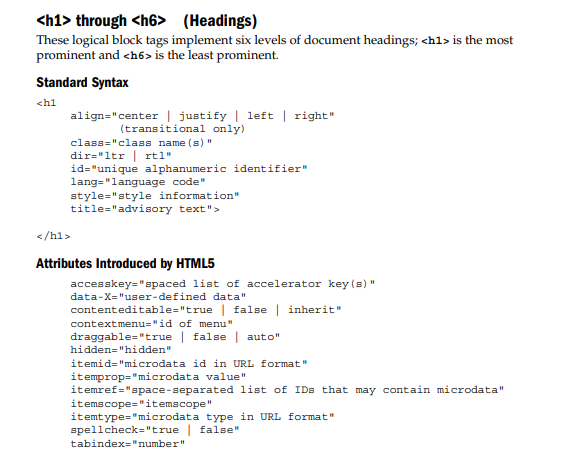 <h1> through <h6> (Headings)
These logical block tags implement six levels of document headings; <h1> is the most
prominent and <h6> is the least prominent.
Standard Syntax
<h1
align="center | justify | left | right"
(transitional only)
class="class name(s)"
dir="ltr | rtl"
id="unique alphanumeric identifier"
lang="language code"
style="style information"
title="advisory text">
</h1>
Attributes Introduced by HTML5
accesskey="spaced list of accelerator key(s)"
data-X="user-defined data"
contenteditable="true | false | inherit"
contextmenu="id of menu"
draggable="true | false | auto"
hidden="hidden"
itemid="microdata id in URL format"
itemprop="microdata value"
itemref="space-separated list of IDs that may contain microdata"
itemscope="itemscope"
itemtype="microdata type in URL format"
spellcheck="true | false"
tabindex="number"